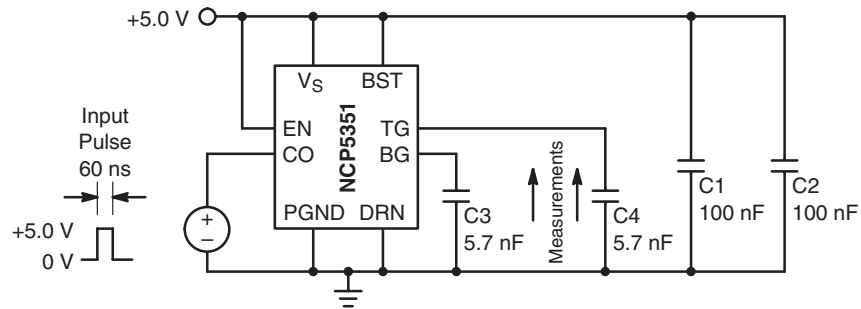 +5.0 V
VS BST
Input
Pulse
60 ns
EN TG
CO BG
NCP5351
PGND DRN
+
–
+5.0 V
0 V
C3
5.7 nF
Measurements
C4
5.7 nF
C1
100 nF
C2
100 nF